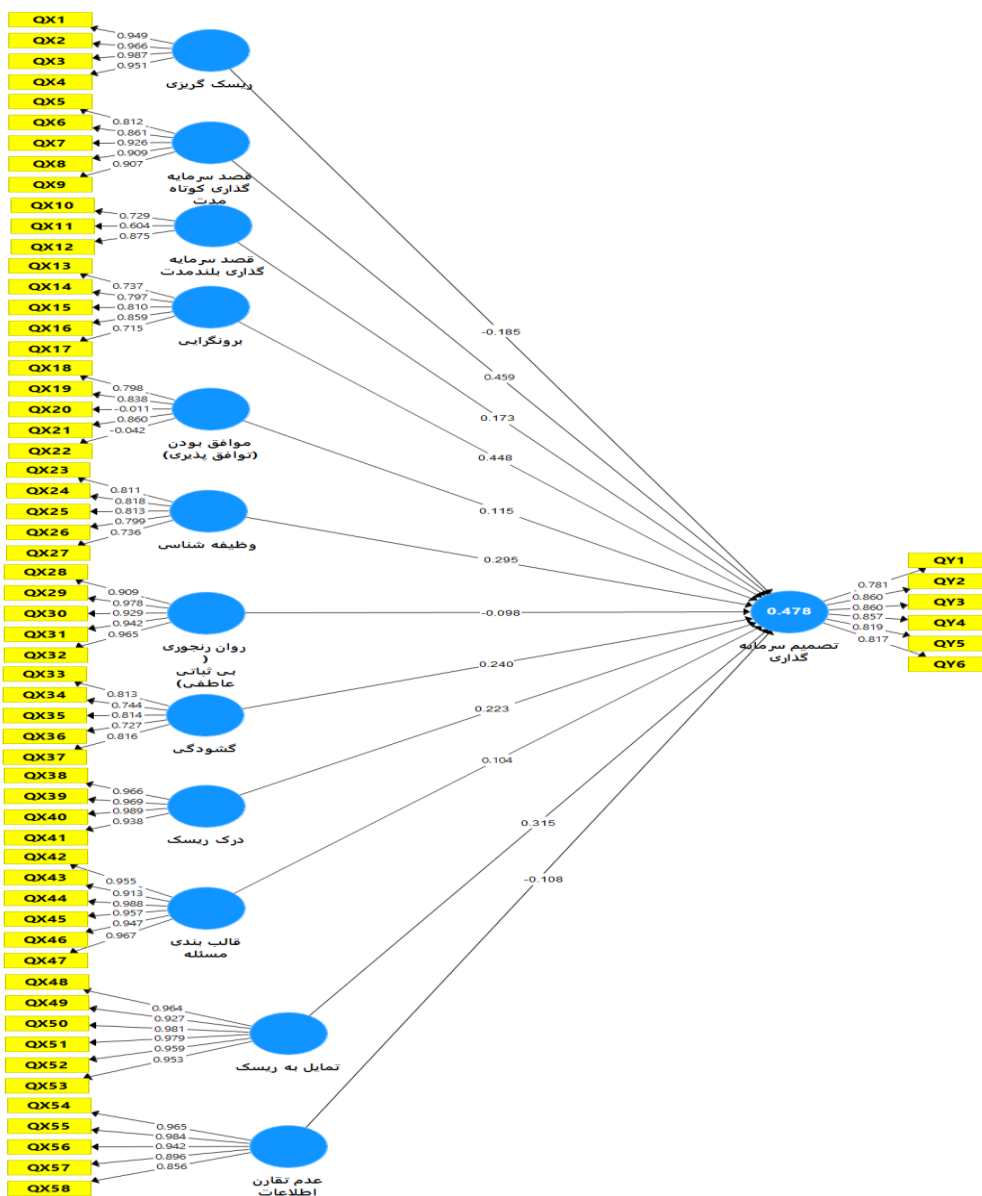 QX1
QX2
QX3
QX4
0.949
0.966
0.987
0.951
ریسک گریزی
QX5
QX6
QX7
QX8
QX9
0.812
0.861
0.926
0.909
0.907
قصد سرمایه
گذاری کوتاه
مدت
QX10
QX11
QX12
0.729
0.604
0.875
قصد سرمایه
گذاری بلندمدت
QX13
QX14
QX15
QX16
QX17
0.737
0.797
0.810
0.859
0.715
برونگرایی
QX18
QX19
QX20
QX21
QX22
0.798
0.838
-0.011
0.860
-0.042
موافق بودن
(توافق پذیری)
QX23
QX24
QX25
QX26
QX27
0.811
0.818
0.813
0.799
0.736
وظیفه شناسی
QX28
QX29
QX30
QX31
QX32
0.909
0.978
0.929
0.942
0.965
روان رنجوری
(
بی ثباتی
عاطفی)
QX33
QX34
QX35
QX36
QX37
0.813
0.744
0.814
0.727
0.816
گشودگی
QX38
QX39
QX40
QX41
0.966
0.969
0.989
0.938
درک ریسک
QX42
QX43
QX44
QX45
QX46
QX47
0.955
0.913
0.988
0.957
0.947
0.967
قالب بندی
مسئله
QX48
QX49
QX50
QX51
QX52
QX53
0.964
0.927
0.981
0.979
0.959
0.953
تمایل به ریسک
QX54
QX55
QX56
QX57
QX58
0.965
0.984
0.942
0.896
0.856
عدم تقارن
اطلاعات
-0.185
0.459
0.173
0.448
0.115
0.295
-0.098
0.240
0.223
0.104
0.315
-0.108
0.478
تصمیم سرمایه
گذاری
0.781
0.860
0.860
0.857
0.819
0.817
QY1
QY2
QY3
QY4
QY5
QY6